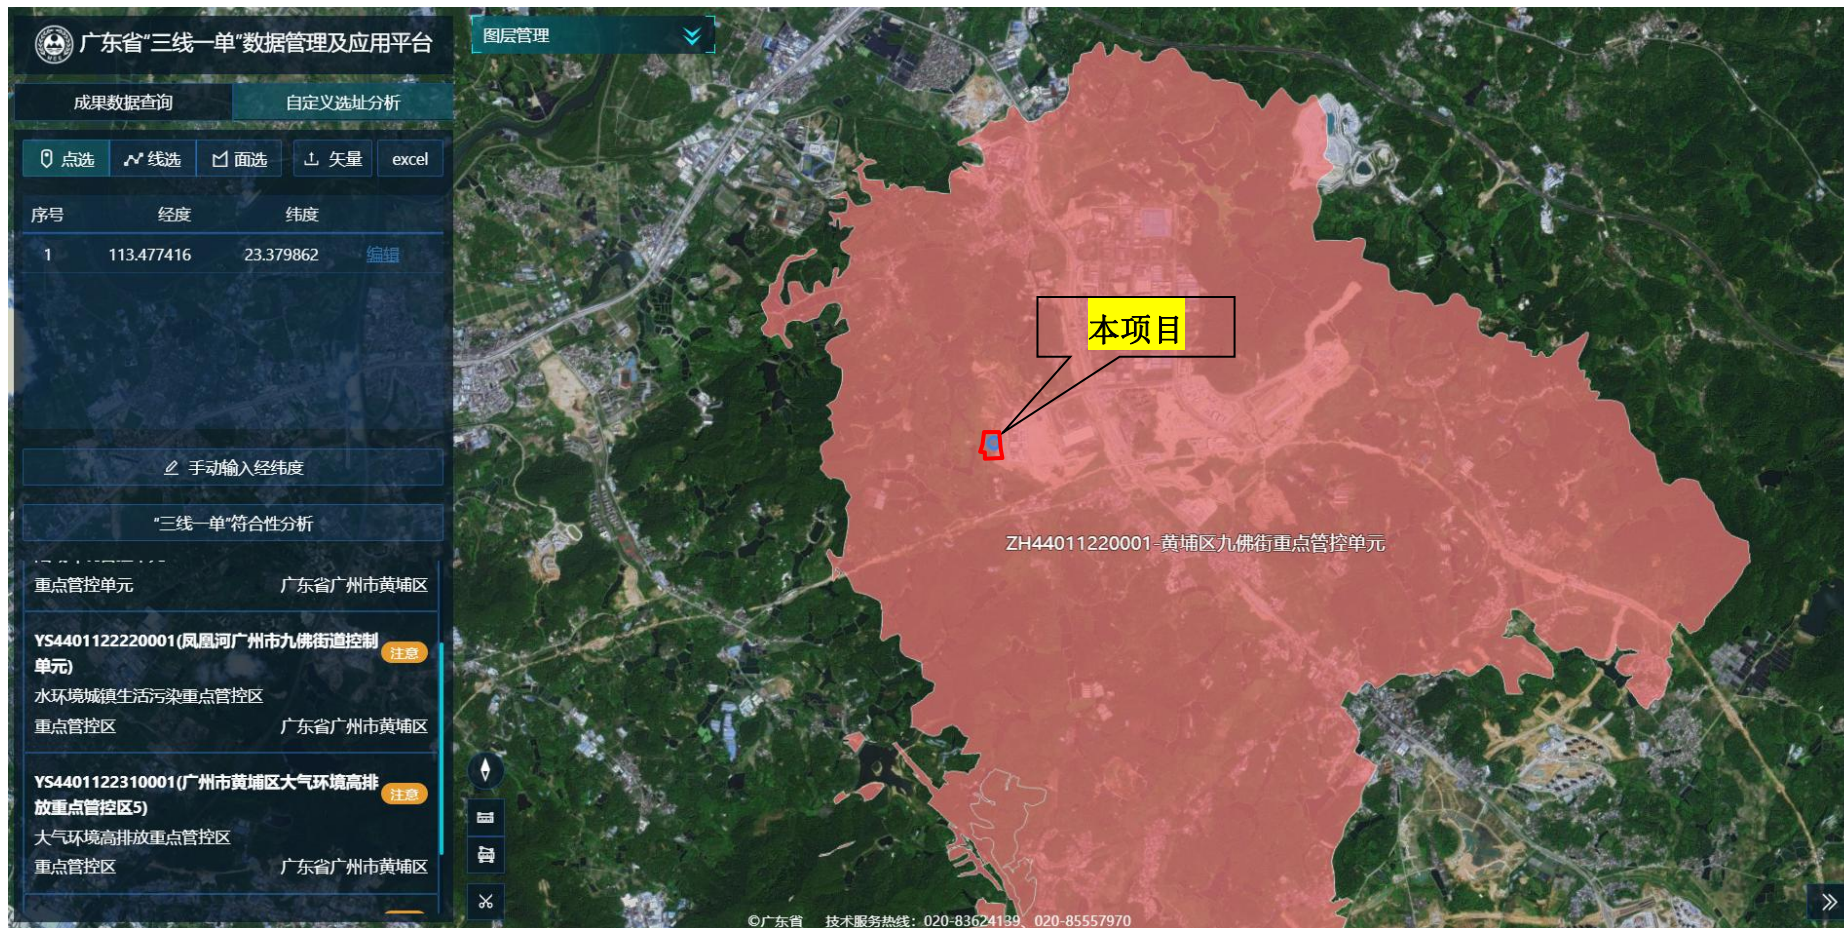 广东省“三线一单”数据管理及应用平台
图层管理
成果数据查询 自定义选址分析
点选 线选 面选 矢量 excel
序号 经度 纬度
1 113.477416 23.379862 编辑
手动输入经纬度
“三线一单”符合性分析
重点管控单元 广东省广州市黄埔区
YS4401122220001(凤凰河广州市九佛街道控制
单元)
注意
水环境城镇生活污染重点管控区
重点管控区 广东省广州市黄埔区
YS4401122310001(广州市黄埔区大气环境高排
放重点管控区5)
注意
大气环境高排放重点管控区
重点管控区 广东省广州市黄埔区
本项目
ZH44011220001-黄埔区九佛街重点管控单元
©广东省 技术服务热线：020-83624139、020-85557970